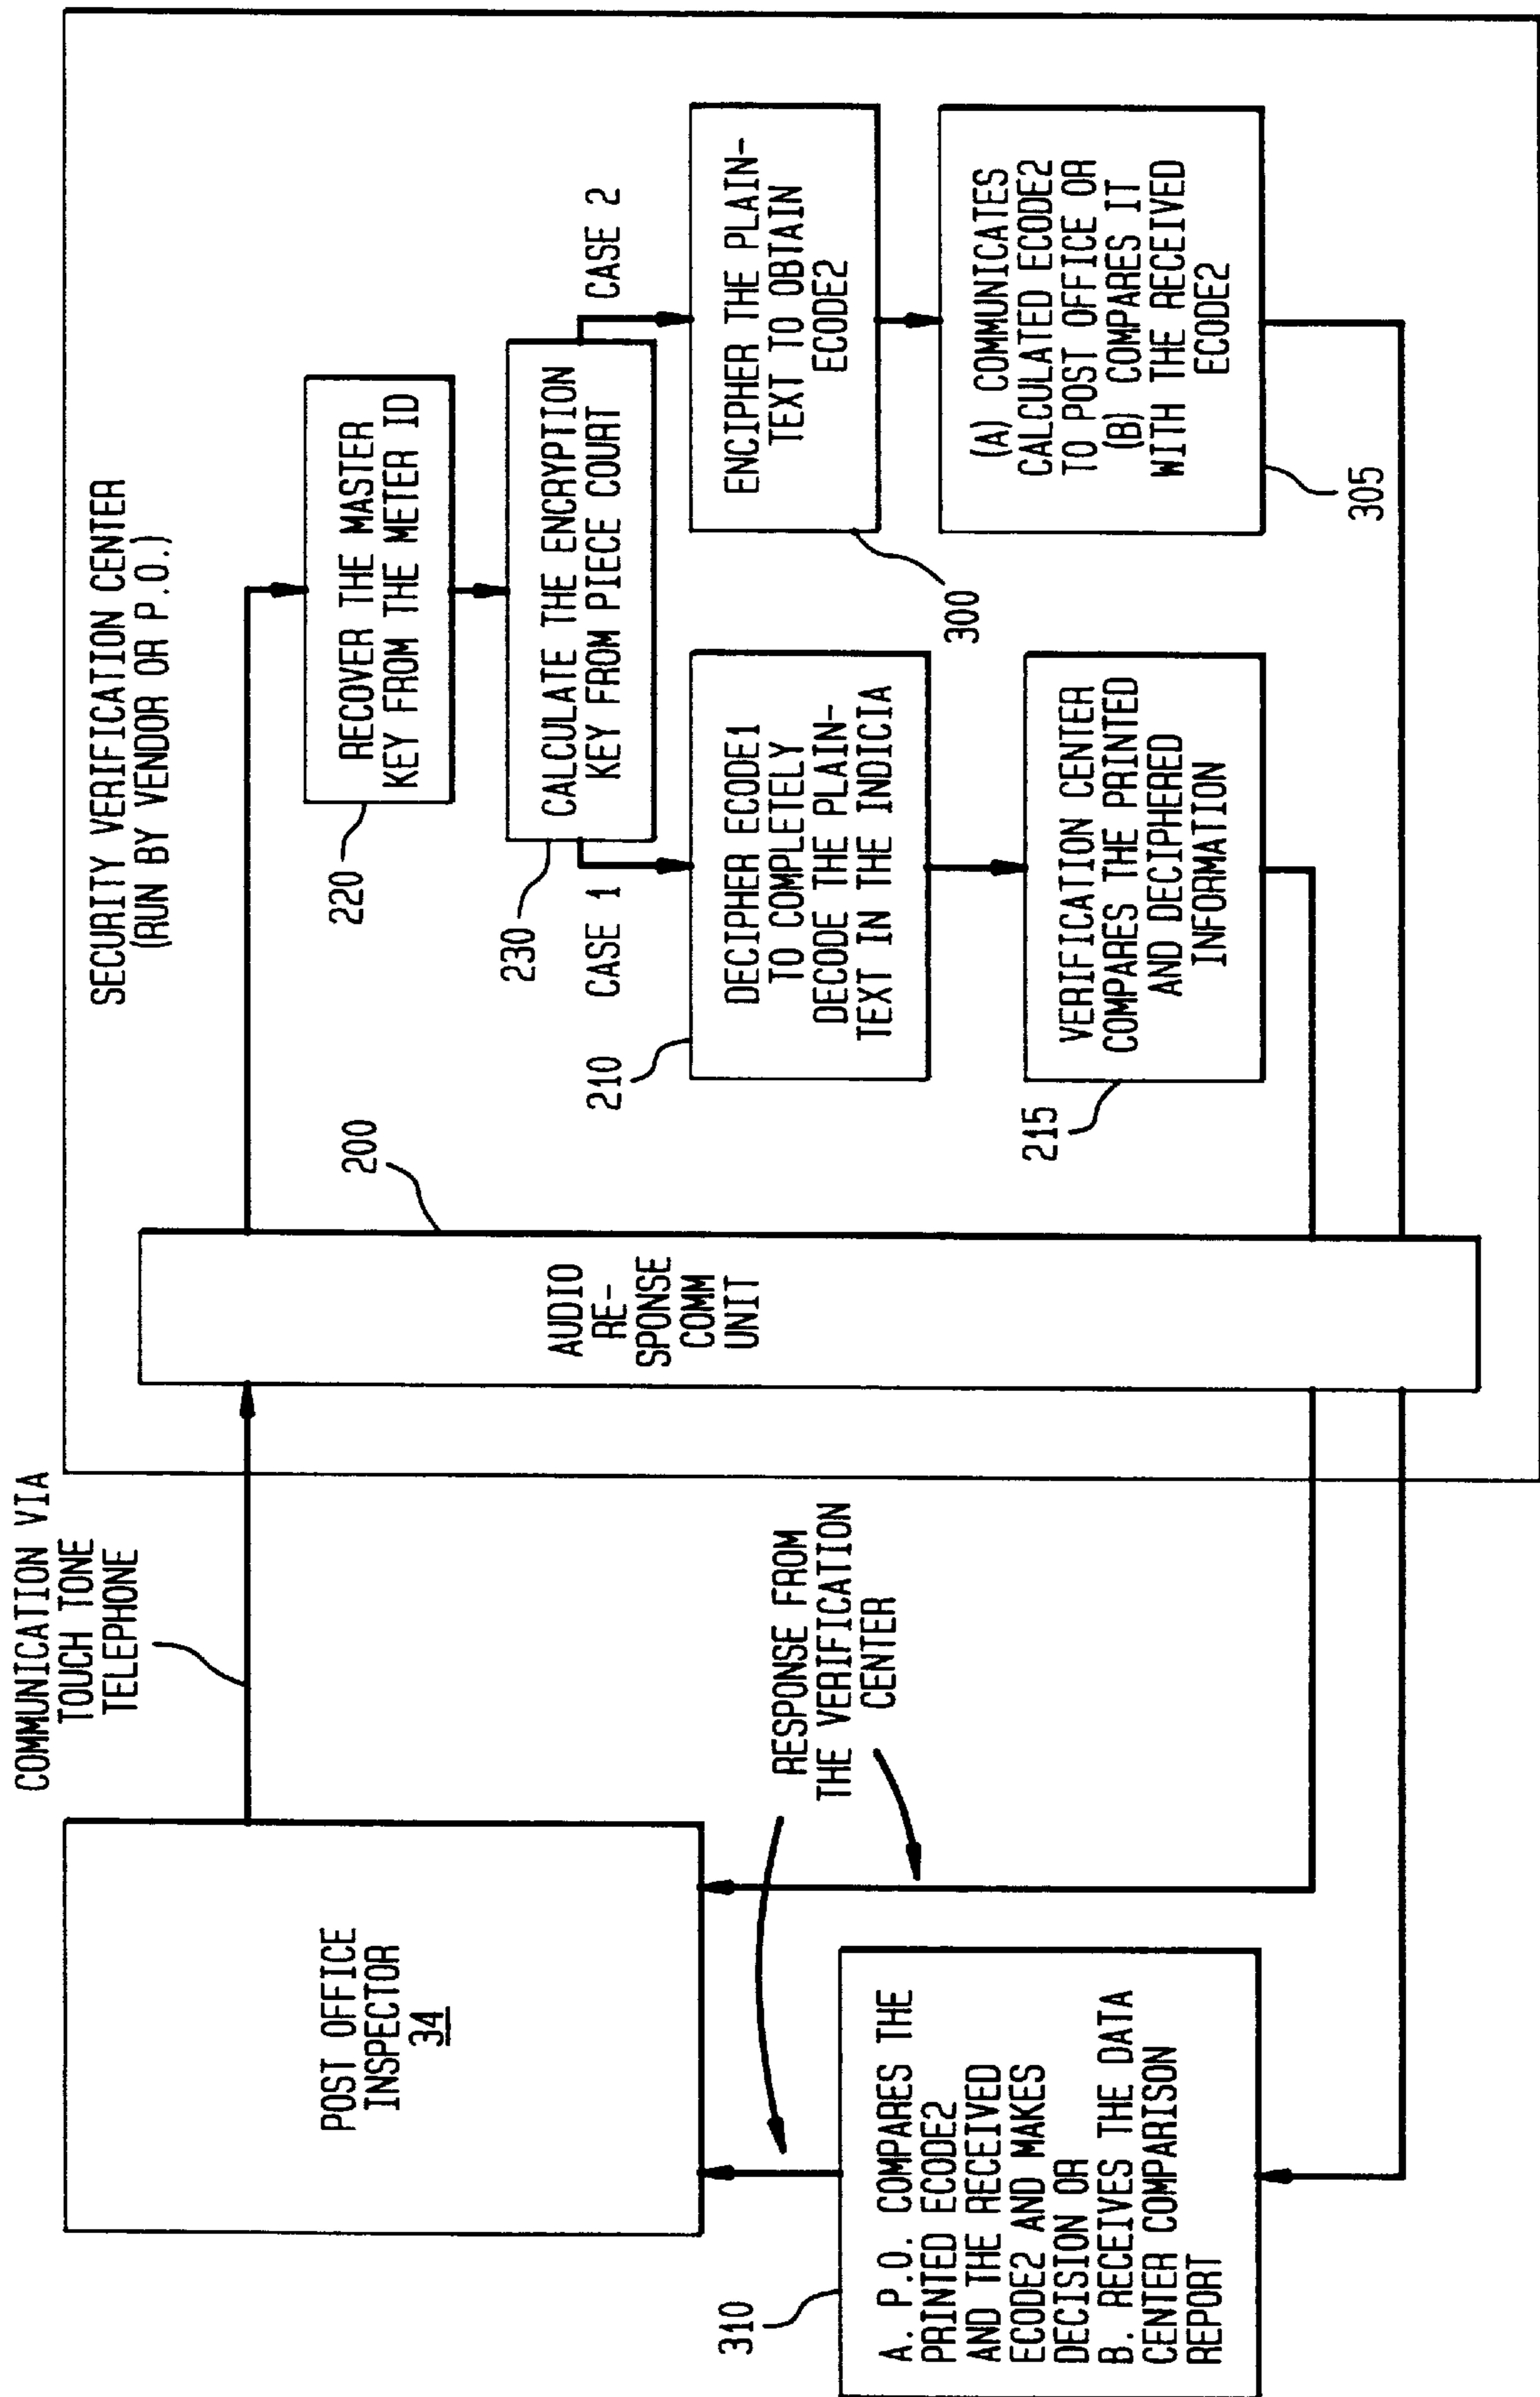 COMMUNICATION VIA
TOUCH TONE
TELEPHONE
SECURITY VERIFICATION CENTER
(RUN BY VENDOR OR P.O.)
POST OFFICE
INSPECTOR
34
AUDIO
RE-
SPONSE
COMM
UNIT
200
RECOVER THE MASTER
KEY FROM THE METER ID
220
CALCULATE THE ENCRYPTION
KEY FROM PIECE COURT
230
CASE 1
CASE 2
DECIPHER ECODE1
TO COMPLETELY
DECODE THE PLAIN-
TEXT IN THE INDICIA
210
ENCIPHER THE PLAIN-
TEXT TO OBTAIN
ECODE2
300
VERIFICATION CENTER
COMPARES THE PRINTED
AND DECIPHERED
INFORMATION
215
(A) COMMUNICATES
CALCULATED ECODE2
TO POST OFFICE OR
(B) COMPARES IT
WITH THE RECEIVED
ECODE2
305
RESPONSE FROM
THE VERIFICATION
CENTER
A. P.O. COMPARES THE
PRINTED ECODE2
AND THE RECEIVED
ECODE2 AND MAKES
DECISION OR
B. RECEIVES THE DATA
CENTER COMPARISON
REPORT
310